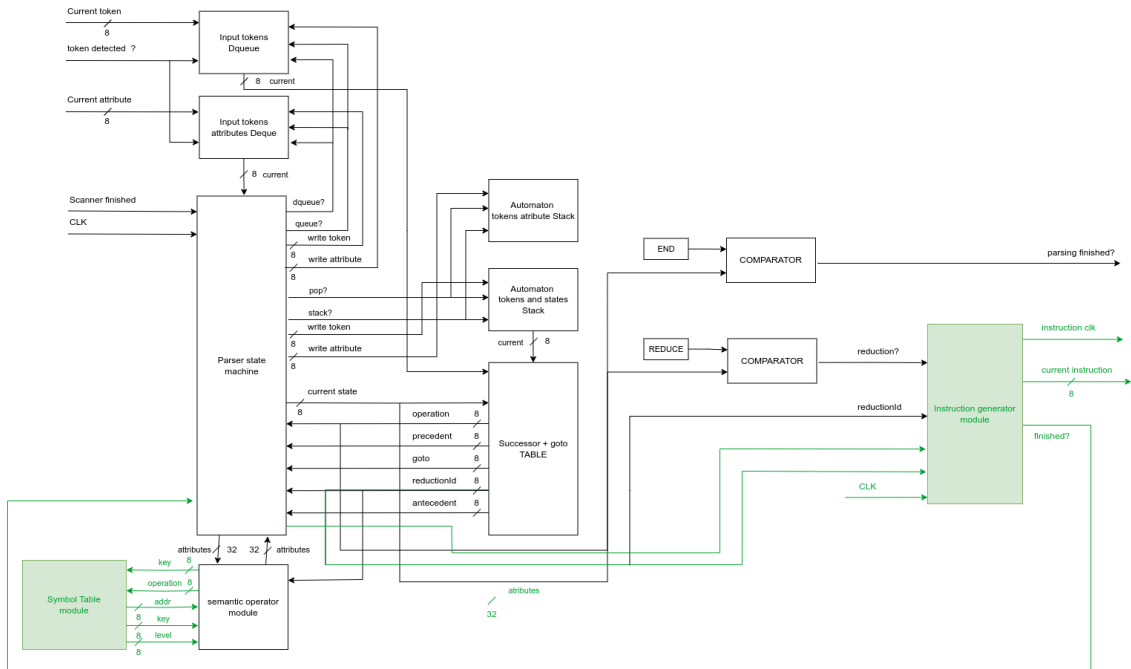 Current token
8
Input tokens
Dqueue
token detected ?
8 current
Current attribute
8
Input tokens
attributes Deque
8 current
Scanner finished
CLK
dqueue?
queue?
write token
8
write attribute
8
pop?
stack?
write token
8
write attribute
8
Parser state
machine
current state
8
Automaton
tokens atribute Stack
Automaton
tokens and states
Stack
current 8
operation 8
precedent 8
goto 8
reductionId 8
antecedent 8
Successor + goto
TABLE
END
COMPARATOR
parsing finished?
REDUCE
COMPARATOR
reduction?
reductionId
CLK
Instruction generator
module
instruction clk
current instruction
8
finished?
attributes 32
32 attributes
key 8
operation 8
addr
8
key
8
level
8
Symbol Table
module
semantic operator
module
atributes
32